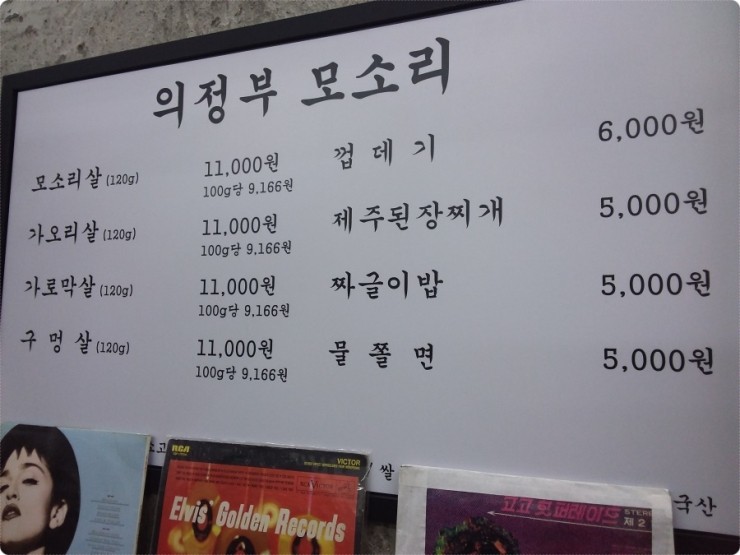 의정부 모소리
모소리살 (120g) 11,000원
100g당 9,166원
가오리살 (120g) 11,000원
100g당 9,166원
가로막살 (120g) 11,000원
100g당 9,166원
구멍살 (120g) 11,000원
100g당 9,166원
껍데기 6,000원
제주된장찌개 5,000원
짜글이밥 5,000원
물쫄면 5,000원
소고
/ 쌀
국산
RCA
VICTOR
Elvis' Golden Records
고고 힛 퍼레이드
STERE
제 2